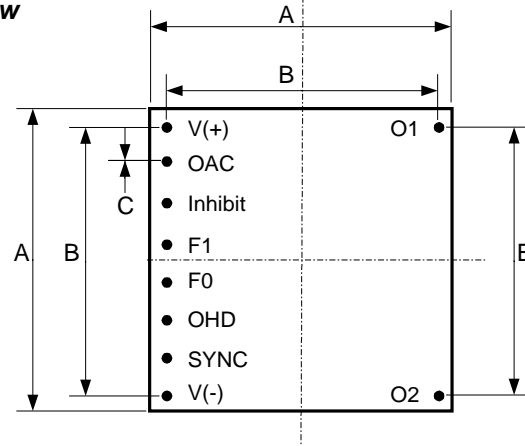 w
A
B
V(+) O1
OAC
C
Inhibit
A B F1 B
F0
OHD
SYNC
V(-) O2